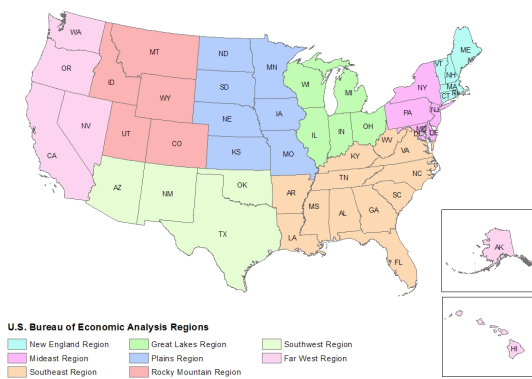 WA
MT
ND
MN
ME
VT
NH
OR
ID
SD
WI
MI
NY
MA
CT
WY
IA
PA
NJ
NV
NE
IL
IN
OH
DE
UT
CO
WV
VA
CA
KS
MO
KY
NC
TN
AZ
NM
OK
AR
SC
MS
AL
GA
TX
LA
FL
AK
HI
U.S. Bureau of Economic Analysis Regions
New England Region
Great Lakes Region
Southwest Region
Mideast Region
Plains Region
Far West Region
Southeast Region
Rocky Mountain Region